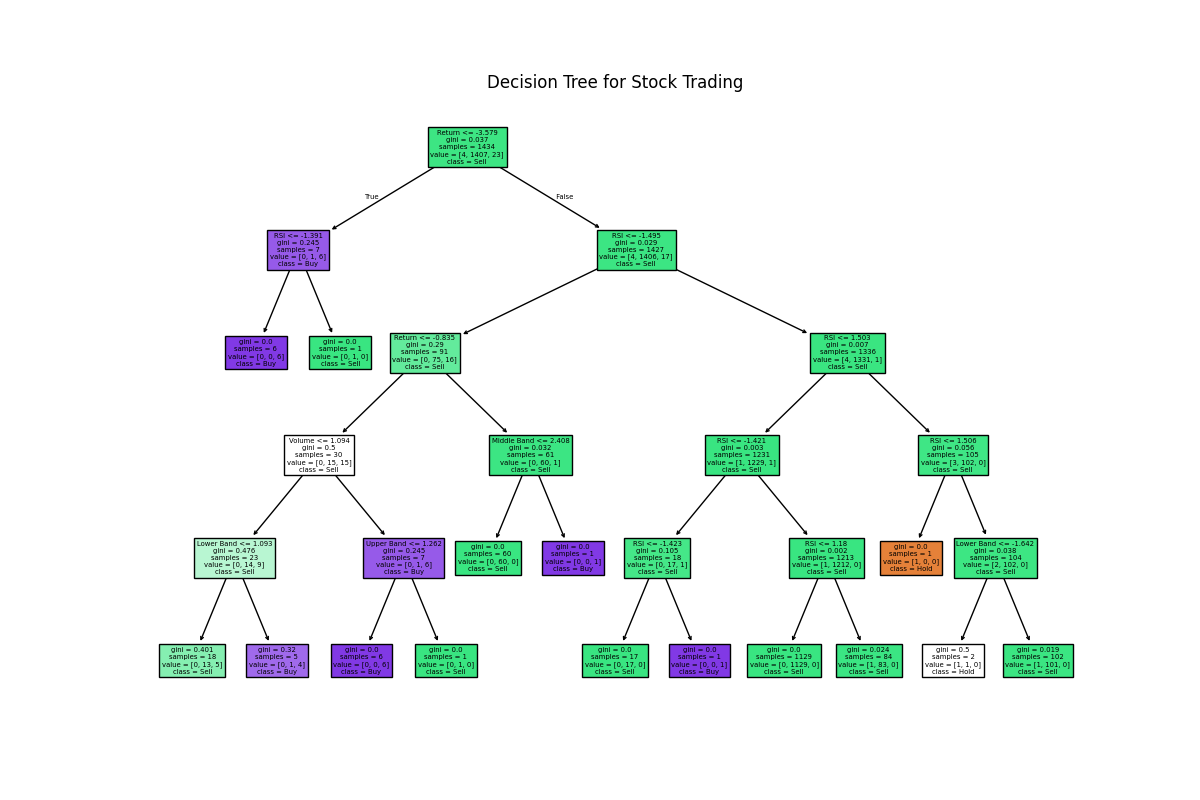 Decision Tree for Stock Trading
Return <= -3.579
gini = 0.037
samples = 1434
value = [4, 1407, 23]
class = Sell
True
False
RSI <= -1.391
gini = 0.245
samples = 7
value = [0, 1, 6]
class = Buy
RSI <= -1.495
gini = 0.029
samples = 1427
value = [4, 1406, 17]
class = Sell
gini = 0.0
samples = 6
value = [0, 0, 6]
class = Buy
gini = 0.0
samples = 1
value = [0, 1, 0]
class = Sell
Return <= -0.835
gini = 0.29
samples = 91
value = [0, 75, 16]
class = Sell
RSI <= 1.503
gini = 0.007
samples = 1336
value = [4, 1331, 1]
class = Sell
Volume <= 1.094
gini = 0.5
samples = 30
value = [0, 15, 15]
class = Sell
Middle Band <= 2.408
gini = 0.032
samples = 61
value = [0, 60, 1]
class = Sell
RSI <= -1.421
gini = 0.003
samples = 1231
value = [1, 1229, 1]
class = Sell
RSI <= 1.506
gini = 0.056
samples = 105
value = [3, 102, 0]
class = Sell
Lower Band <= 1.093
gini = 0.476
samples = 23
value = [0, 14, 9]
class = Sell
Upper Band <= 1.262
gini = 0.245
samples = 7
value = [0, 1, 6]
class = Buy
gini = 0.0
samples = 60
value = [0, 60, 0]
class = Sell
gini = 0.0
samples = 1
value = [0, 0, 1]
class = Buy
RSI <= -1.423
gini = 0.105
samples = 18
value = [0, 17, 1]
class = Sell
RSI <= 1.18
gini = 0.002
samples = 1213
value = [1, 1212, 0]
class = Sell
gini = 0.0
samples = 1
value = [1, 0, 0]
class = Hold
Lower Band <= -1.642
gini = 0.038
samples = 104
value = [2, 102, 0]
class = Sell
gini = 0.401
samples = 18
value = [0, 13, 5]
class = Sell
gini = 0.32
samples = 5
value = [0, 1, 4]
class = Buy
gini = 0.0
samples = 6
value = [0, 0, 6]
class = Buy
gini = 0.0
samples = 1
value = [0, 1, 0]
class = Sell
gini = 0.0
samples = 17
value = [0, 17, 0]
class = Sell
gini = 0.0
samples = 1
value = [0, 0, 1]
class = Buy
gini = 0.0
samples = 1129
value = [0, 1129, 0]
class = Sell
gini = 0.024
samples = 84
value = [1, 83, 0]
class = Sell
gini = 0.5
samples = 2
value = [1, 1, 0]
class = Hold
gini = 0.019
samples = 102
value = [1, 101, 0]
class = Sell